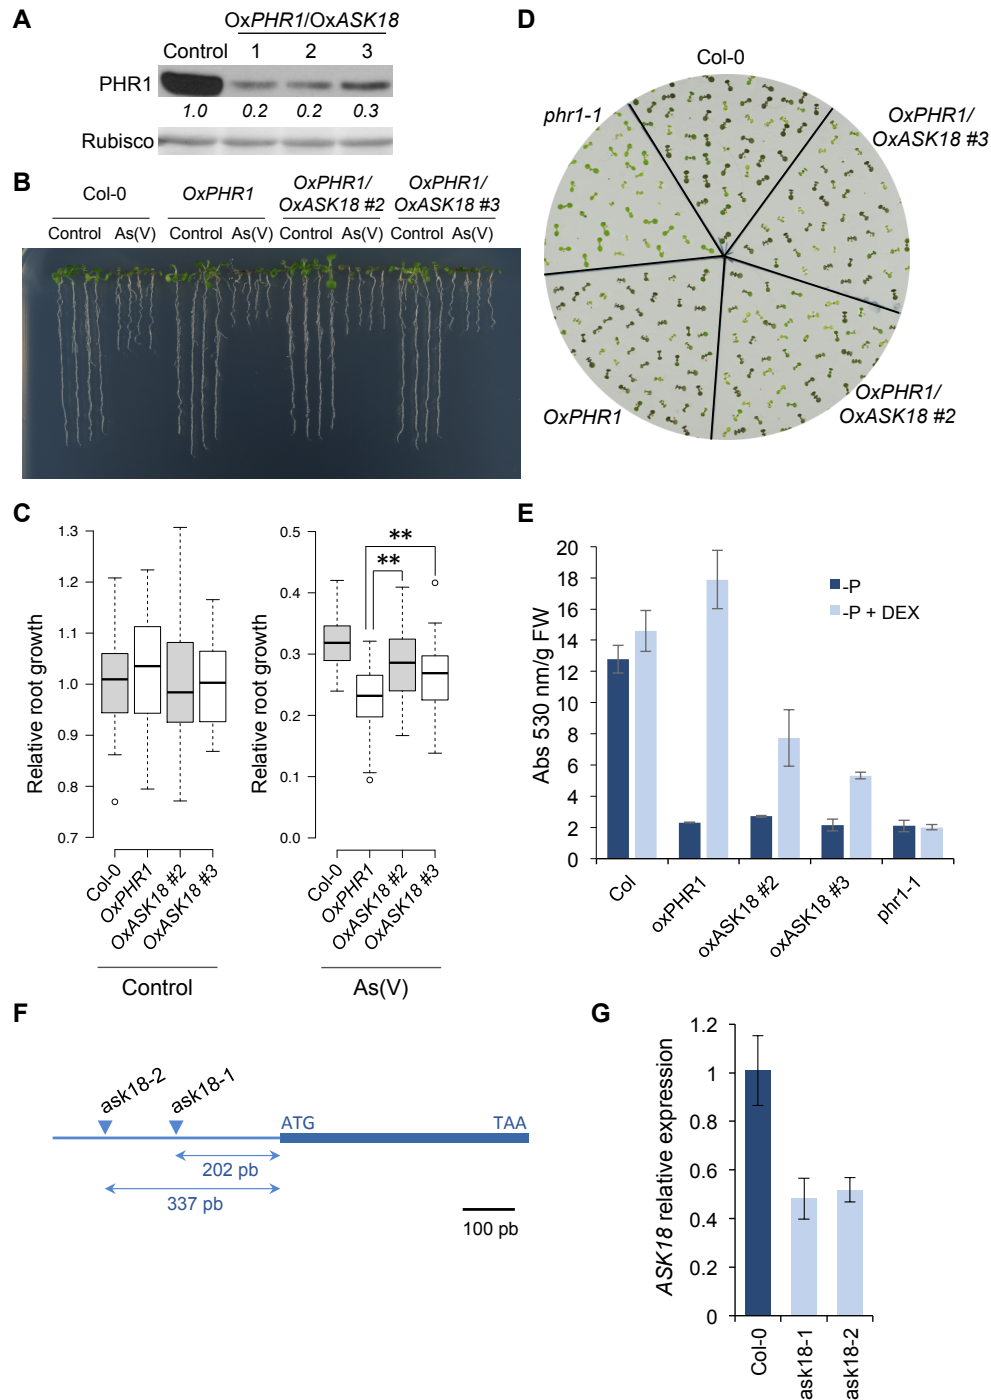 A
OxPHR1/OxASK18
Control 1 2 3
PHR1
1.0 0.2 0.2 0.3
Rubisco
B
Col-0 OxPHR1 OxPHR1/ OxASK18 #2 OxPHR1/ OxASK18 #3
Control As(V) Control As(V) Control As(V) Control As(V)
C
Relative root growth
1.3
1.2
1.1
1.0
0.9
0.8
0.7
Col-0
OxPHR1
OxASK18 #2
OxASK18 #3
Control
Relative root growth
0.5
0.4
0.3
0.2
0.1
0.0
**
**
Col-0
OxPHR1
OxASK18 #2
OxASK18 #3
As(V)
D
Col-0
phr1-1
OxPHR1/
OxASK18 #3
OxPHR1
OxPHR1/
OxASK18 #2
E
Abs 530 nm/g FW
20
18
16
14
12
10
8
6
4
2
0
-P
-P + DEX
Col
oxPHR1
oxASK18 #2
oxASK18 #3
phr1-1
F
ask18-2
ask18-1
ATG TAA
202 pb
337 pb
100 pb
G
ASK18 relative expression
1.2
1
0.8
0.6
0.4
0.2
0
Col-0
ask18-1
ask18-2